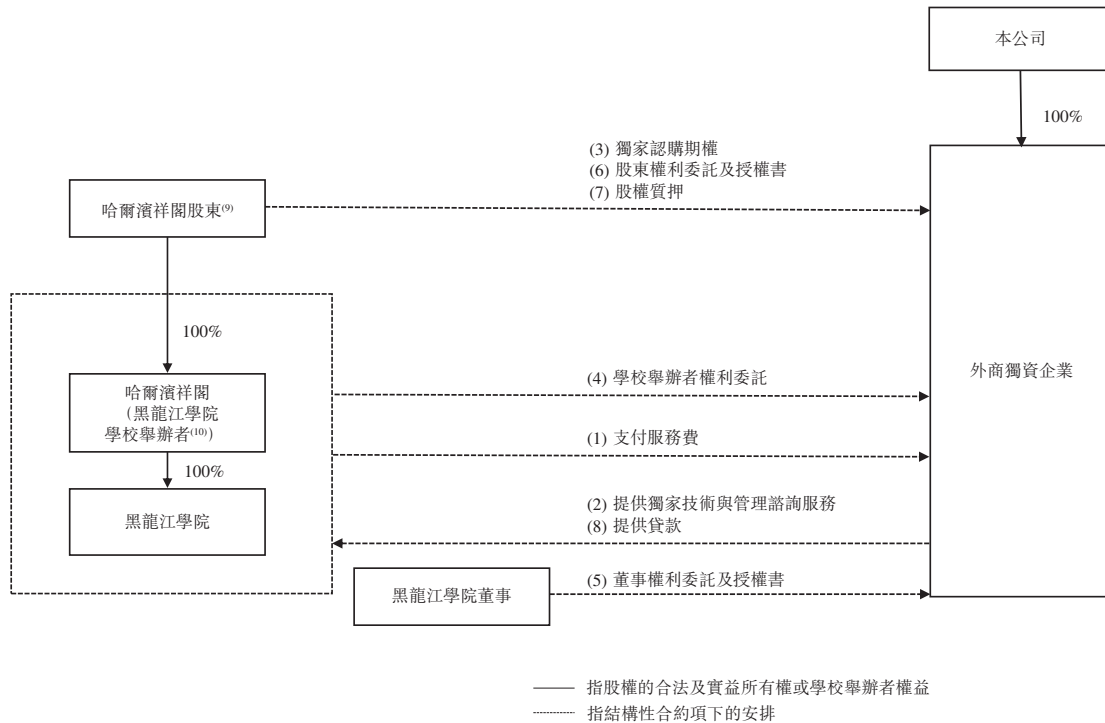 本公司
100%
(3) 獨家認購期權
(6) 股東權利委託及授權書
(7) 股權質押
哈爾濱祥閣股東(9)
100%
外商獨資企業
哈爾濱祥閣
(黑龍江學院
學校舉辦者(10))
(4) 學校舉辦者權利委託
(1) 支付服務費
100%
黑龍江學院
(2) 提供獨家技術與管理諮詢服務
(8) 提供貸款
黑龍江學院董事
(5) 董事權利委託及授權書
指股權的合法及實益所有權或學校舉辦者權益
指結構性合約項下的安排